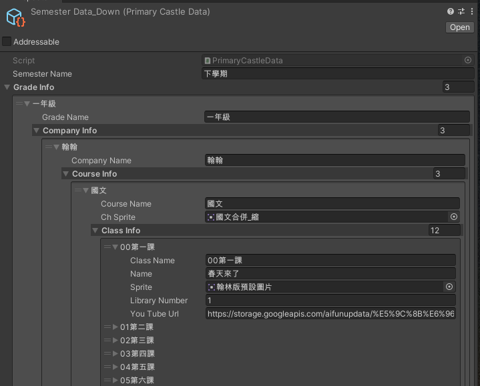 Semester Data_Down (Primary Castle Data)
Open
Addressable
Script PrimaryCastleData
Semester Name 下學期
Grade Info 3
一年級
Grade Name 一年級
Company Info 3
翰翰
Company Name 翰翰
Course Info 3
國文
Course Name 國文
Ch Sprite 國文合併_縮
Class Info 12
00第一課
Class Name 00第一課
Name 春天來了
Sprite 翰林版預設圖片
Library Number 1
You Tube Url https://storage.googleapis.com/aifunupdata/%E5%9C%8B%E6%96
01第二課
02第三課
03第四課
04第五課
05第六課